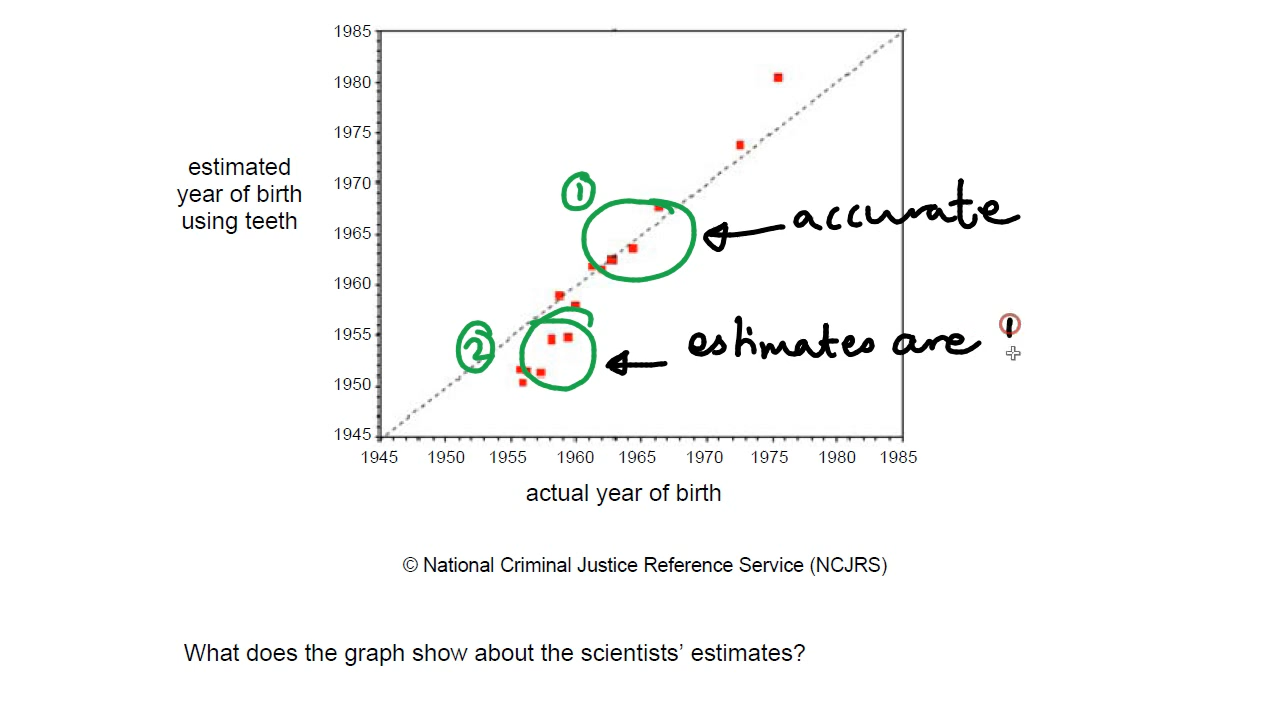 1985
1980
1975
1970
1965
1960
1955
1950
1945
estimated
year of birth
using teeth
① accurate
② estimates are
1945 1950 1955 1960 1965 1970 1975 1980 1985
actual year of birth
© National Criminal Justice Reference Service (NCJRS)
What does the graph show about the scientists’ estimates?